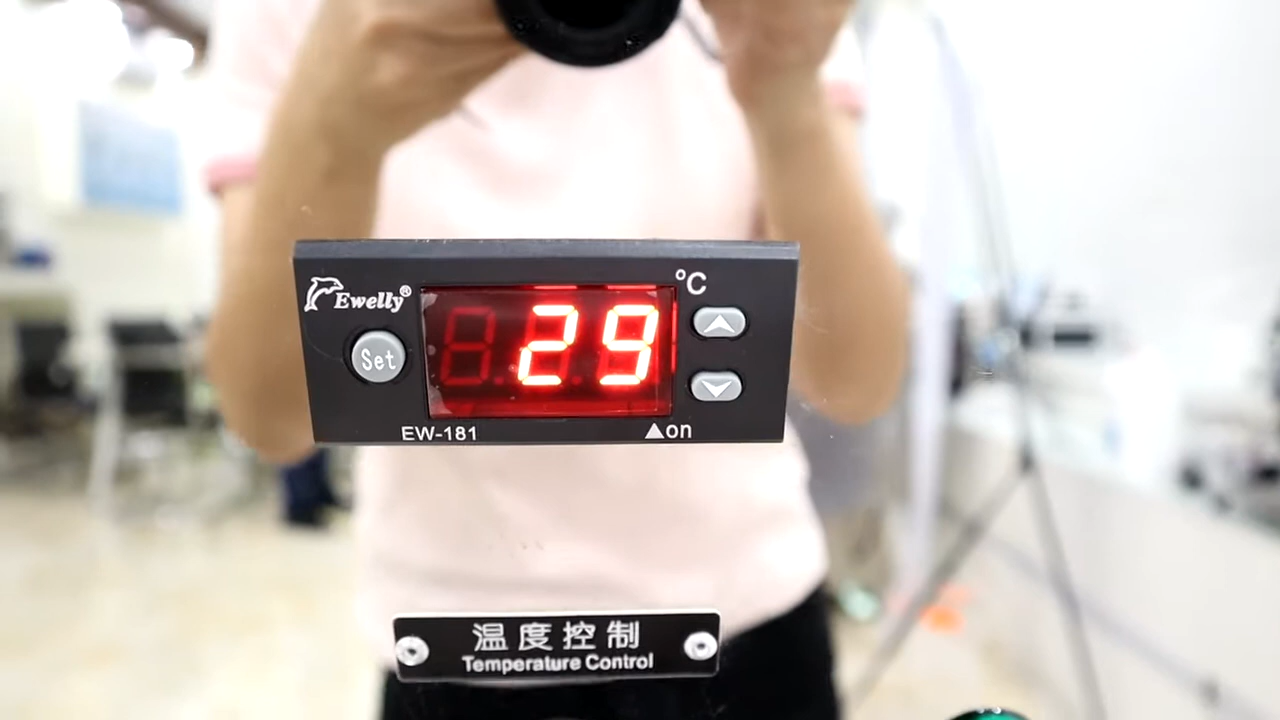 °C
Ewelly®
29
Set
EW-181 ▲on
温度控制
Temperature Control